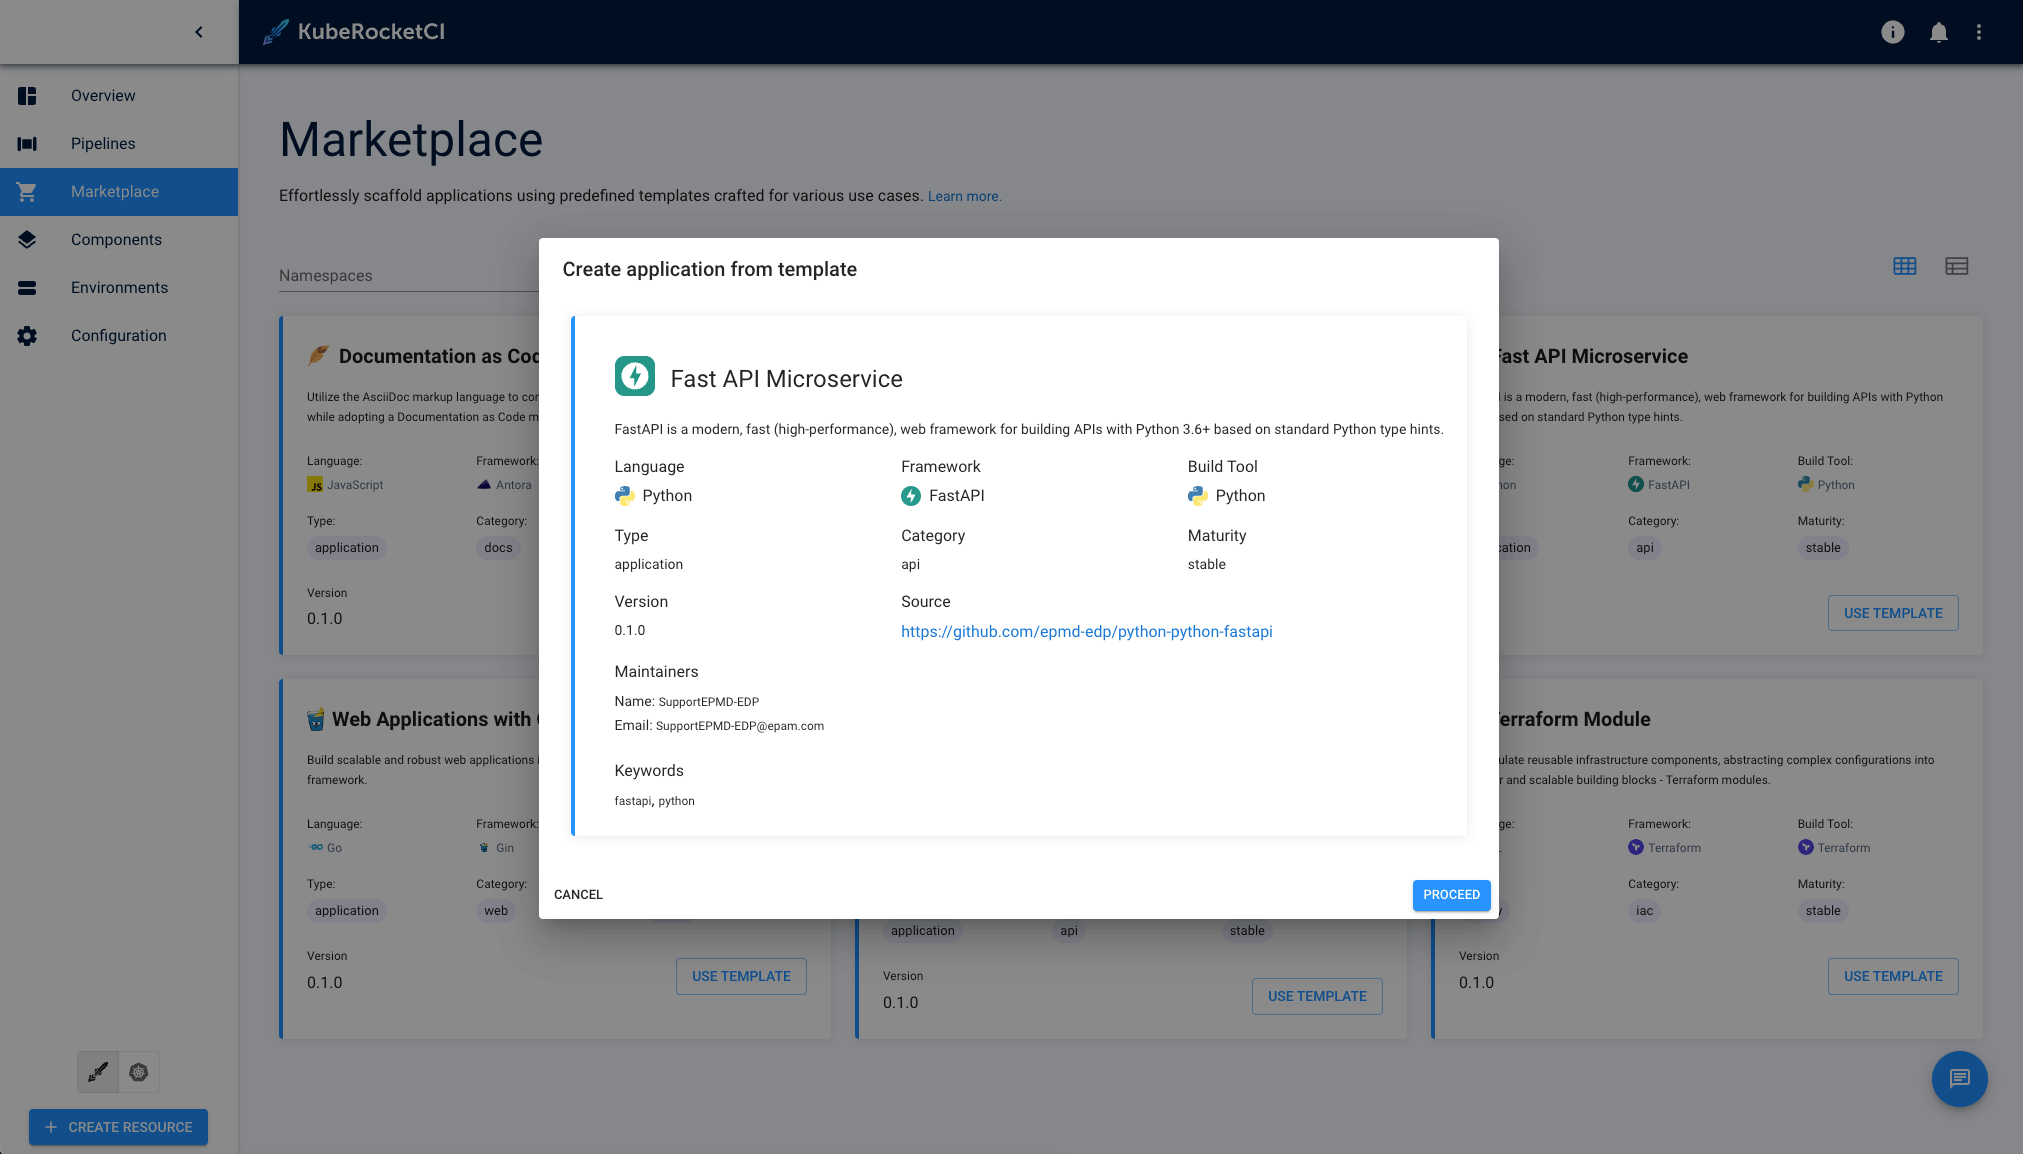 KubeRocketCI
Overview
Pipelines
Marketplace
Components
Environments
Configuration
CREATE RESOURCE
Marketplace
Effortlessly scaffold applications using predefined templates crafted for various use cases. Learn more.
Namespaces
Documentation as Cod
Utilize the AsciiDoc markup language to
while adopting a Documentation as Code
Language:
Framework:
JS JavaScript
Antora
Type:
Category:
application
docs
Version
0.1.0
Fast API Microservice
is a modern, fast (high-performance), web framework for building APIs with Python
sed on standard Python type hints.
Framework:
Build Tool:
FastAPI
Python
Category:
Maturity:
api
stable
USE TEMPLATE
Web Applications with
Build scalable and robust web applications
framework.
Language:
Framework:
Go
Gin
Type:
Category:
application
web
Version
0.1.0
USE TEMPLATE
application
api
stable
Version
0.1.0
USE TEMPLATE
Terraform Module
ulate reusable infrastructure components, abstracting complex configurations into
r and scalable building blocks - Terraform modules.
Framework:
Build Tool:
Terraform
Terraform
Category:
Maturity:
iac
stable
Version
0.1.0
USE TEMPLATE
Create application from template
Fast API Microservice
FastAPI is a modern, fast (high-performance), web framework for building APIs with Python 3.6+ based on standard Python type hints.
Language
Framework
Build Tool
Python
FastAPI
Python
Type
Category
Maturity
application
api
stable
Version
Source
0.1.0
https://github.com/epmd-edp/python-python-fastapi
Maintainers
Name: SupportEPMD-EDP
Email: SupportEPMD-EDP@epam.com
Keywords
fastapi, python
CANCEL
PROCEED